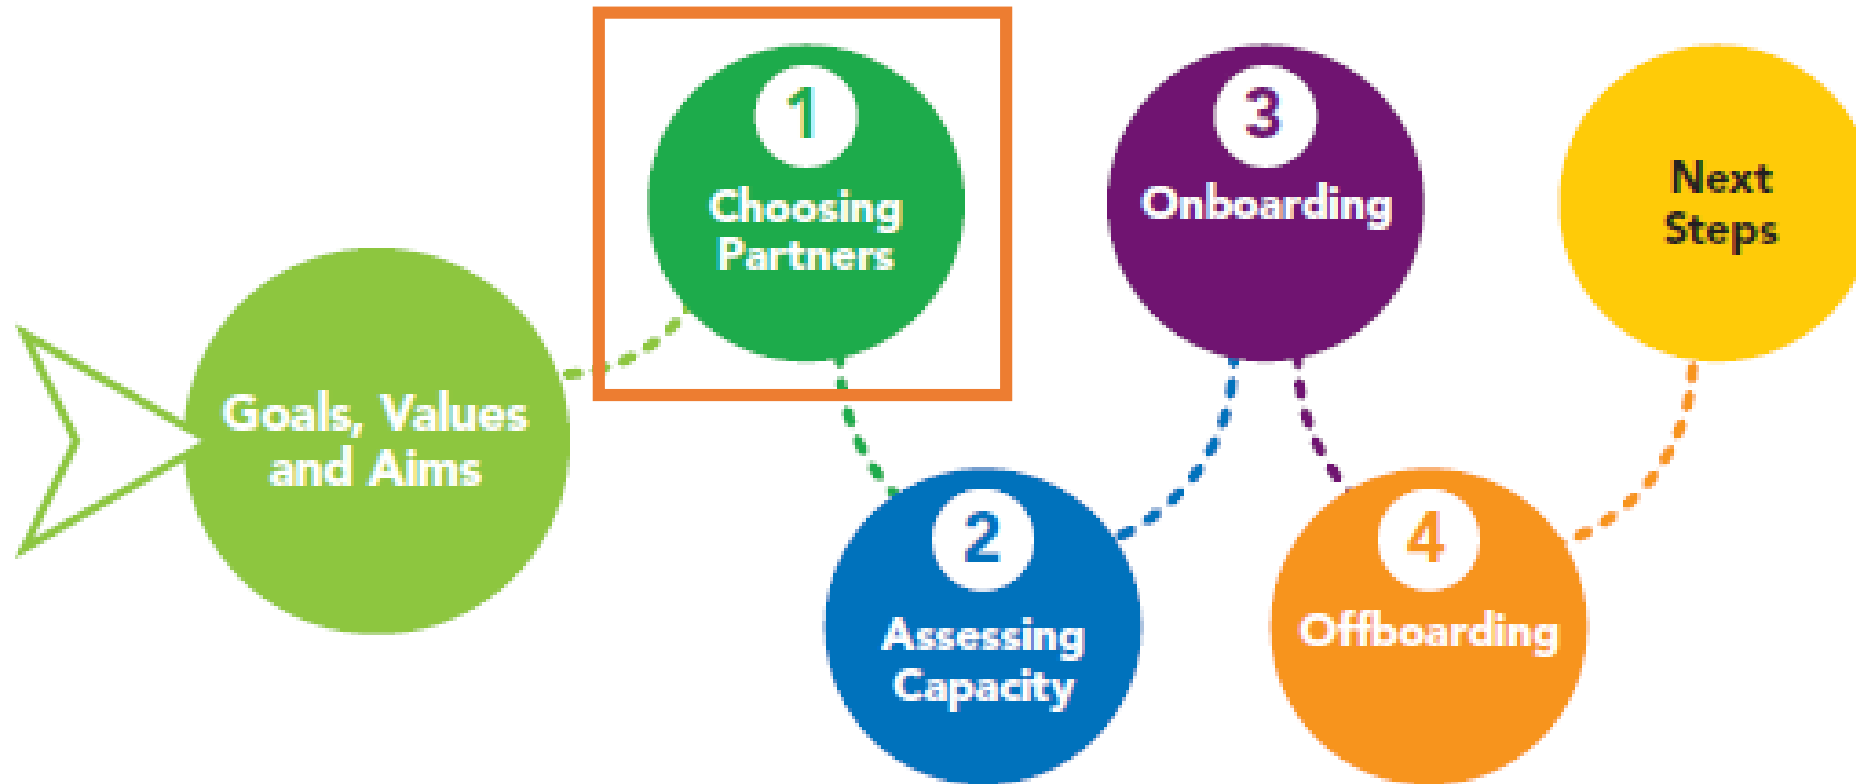 Goals, Values
and Aims
1
Choosing
Partners
2
Assessing
Capacity
3
Onboarding
4
Offboarding
Next
Steps